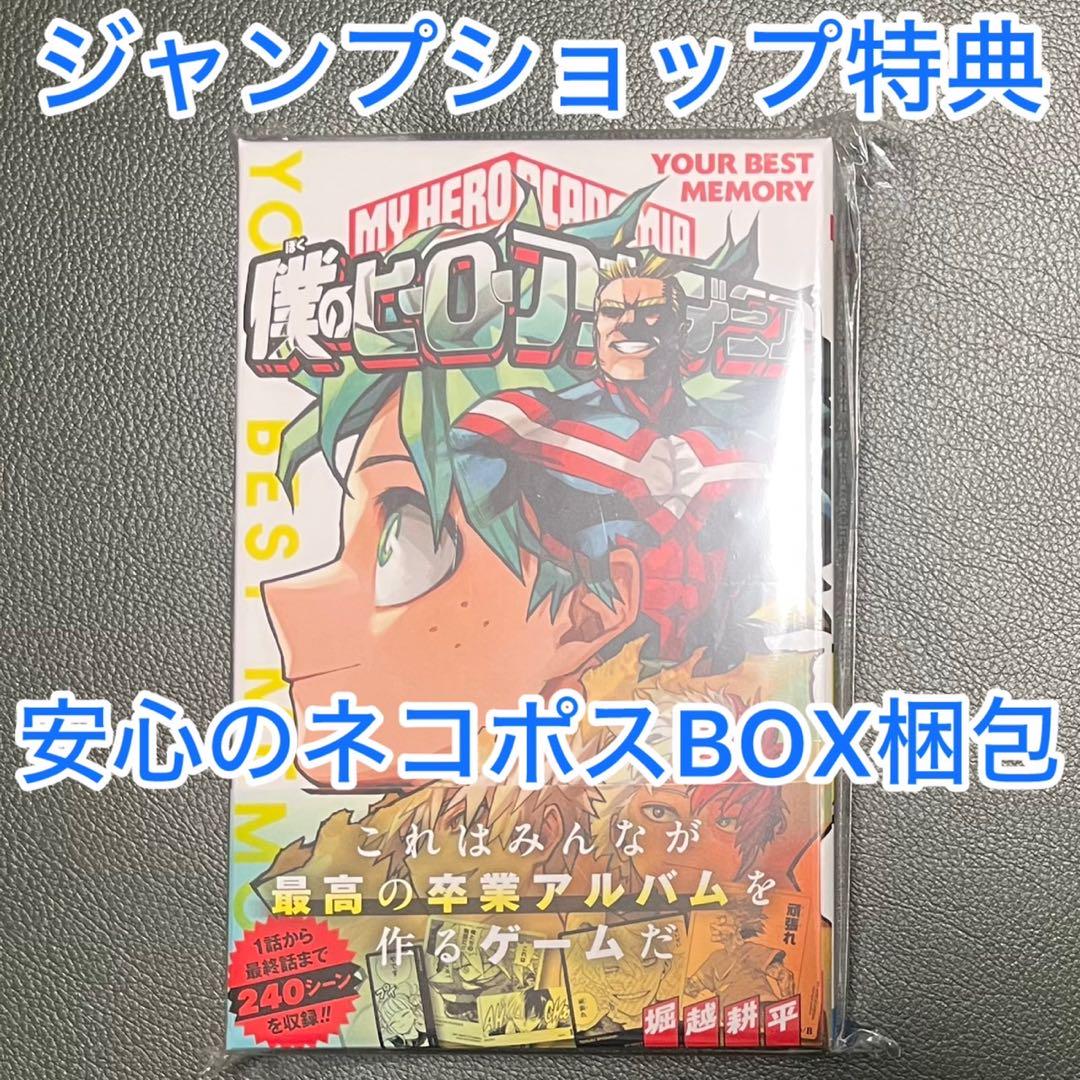 ジャンプショップ特典
YOUR BEST
MEMORY
MY HERO ACADEMIA
ぼく
僕のヒーローアカデミア
安心のネコポスBOX梱包
これはみんなが
最高の卒業アルバムを
作るゲームだ
1話から
最終話まで
240シーン
を収録!!
頑張れ
堀越耕平